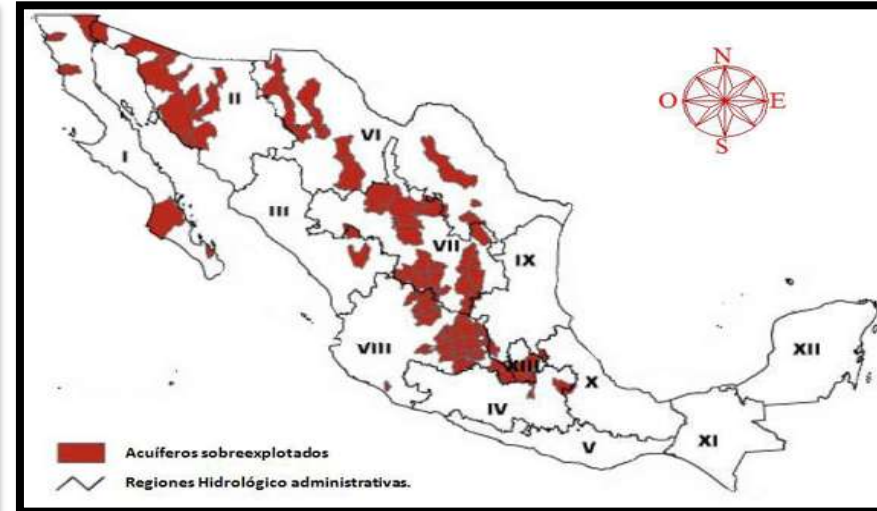 N
O
E
S
II
VI
I
III
VII
IX
VIII
XIII
X
XII
IV
V
XI
Acuíferos sobreexplotados
Regiones Hidrológico administrativas.